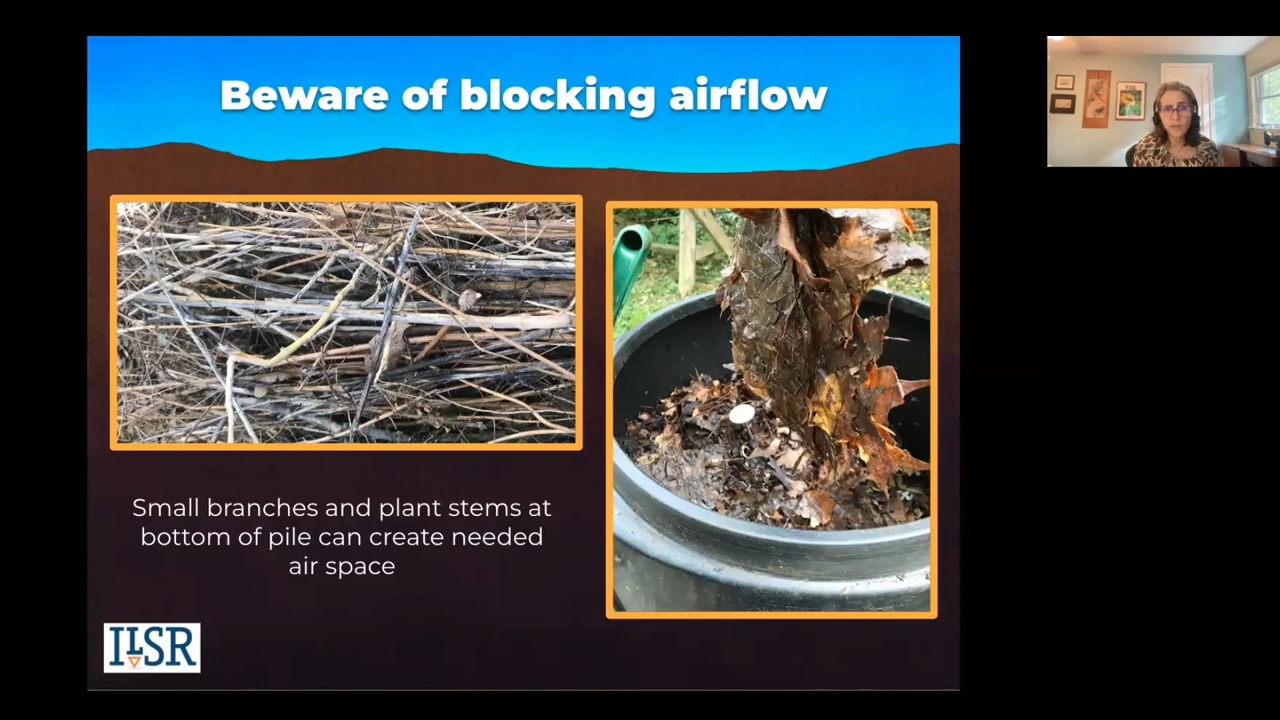 Beware of blocking airflow
Small branches and plant stems at
bottom of pile can create needed
air space
ILSR